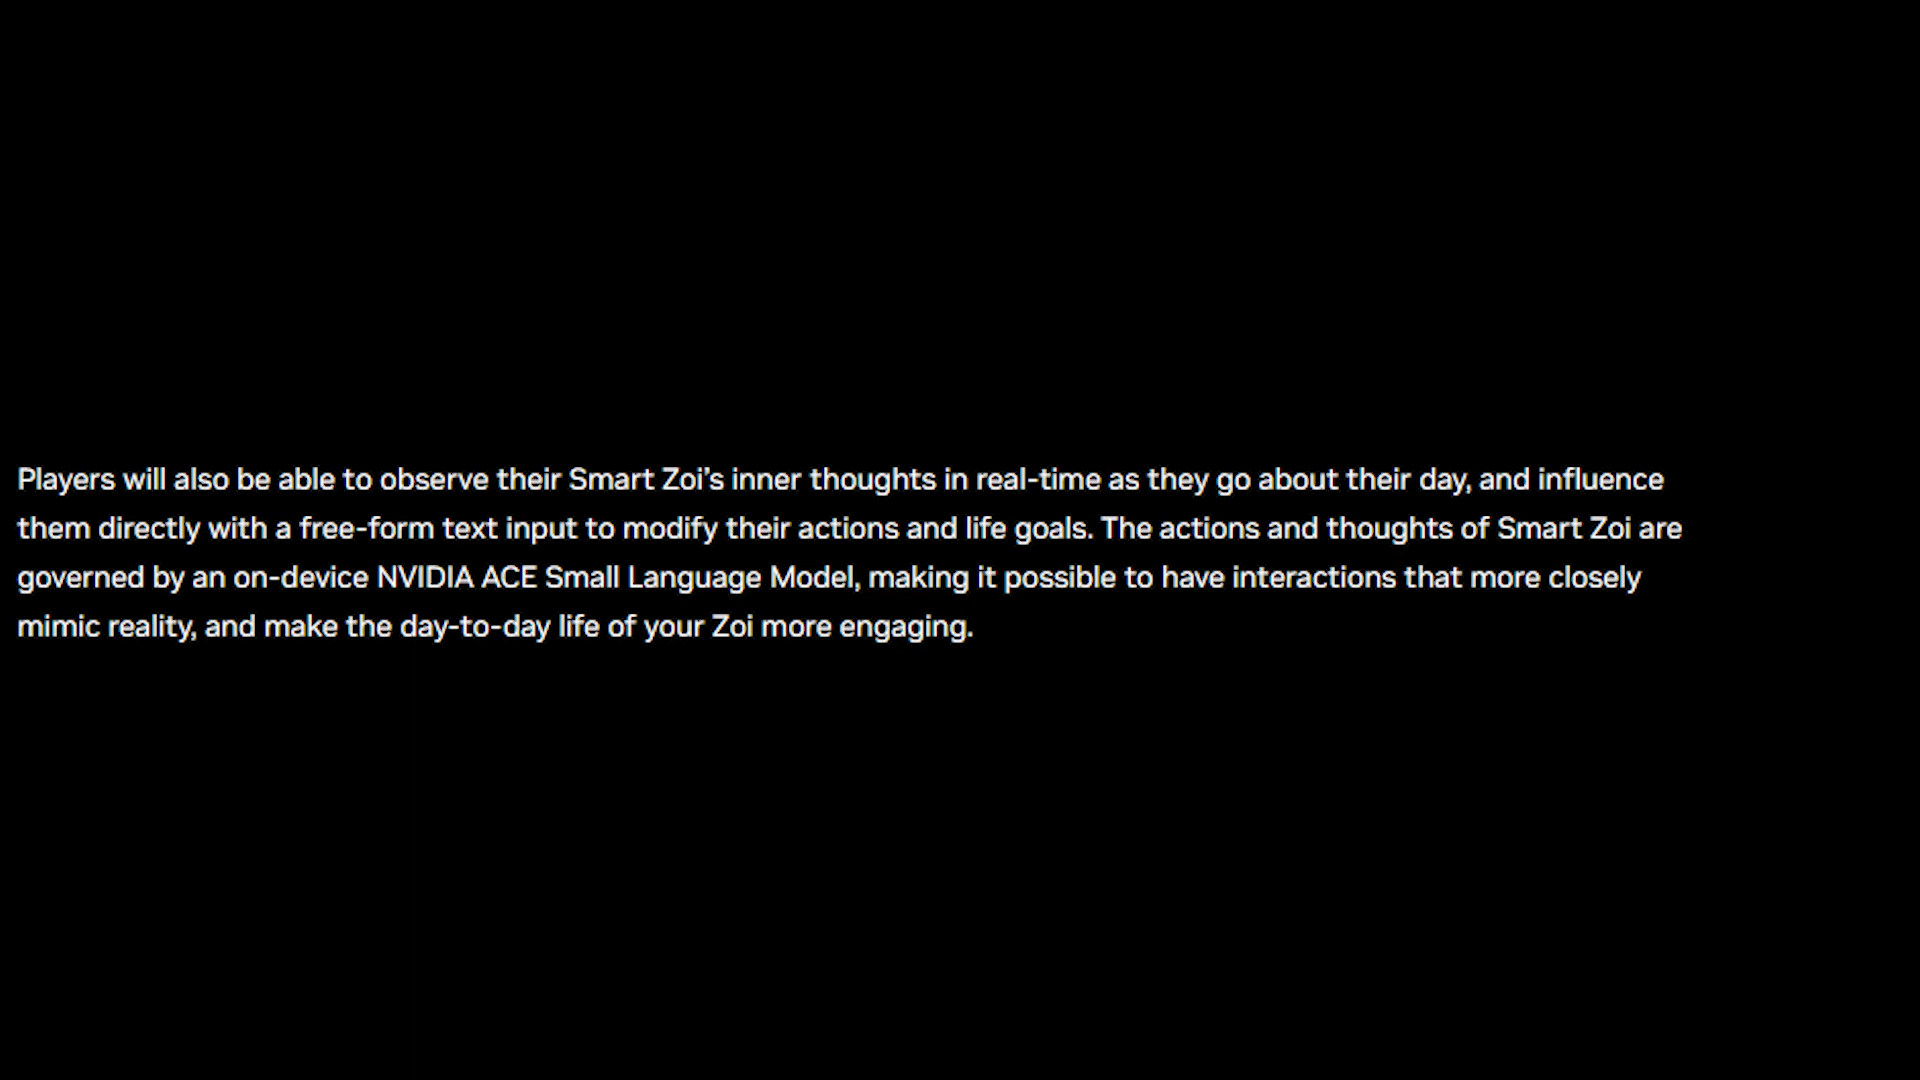 Players will also be able to observe their Smart Zoi’s inner thoughts in real-time as they go about their day, and influence
them directly with a free-form text input to modify their actions and life goals. The actions and thoughts of Smart Zoi are
governed by an on-device NVIDIA ACE Small Language Model, making it possible to have interactions that more closely
mimic reality, and make the day-to-day life of your Zoi more engaging.